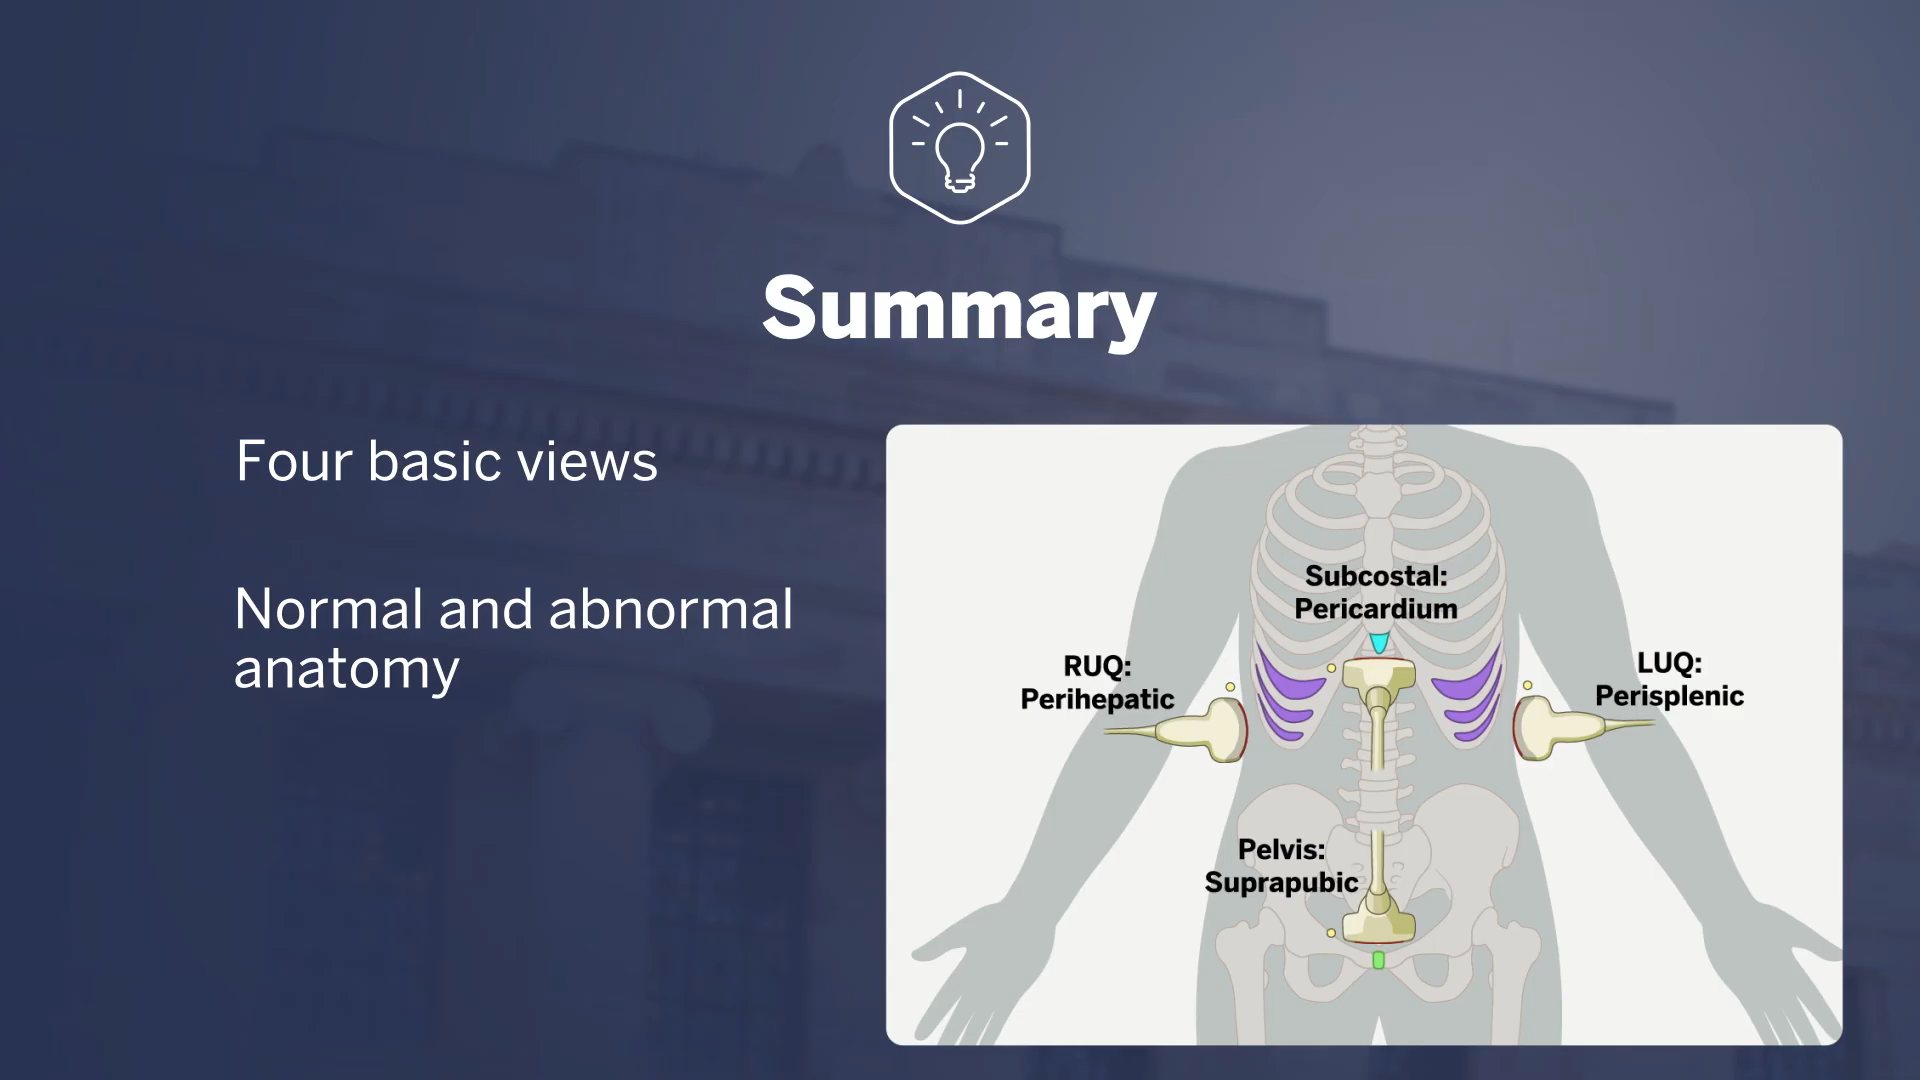 Summary
Four basic views
Normal and abnormal
anatomy
Subcostal:
Pericardium
RUQ:
Perihepatic
LUQ:
Perisplenic
Pelvis:
Suprapubic